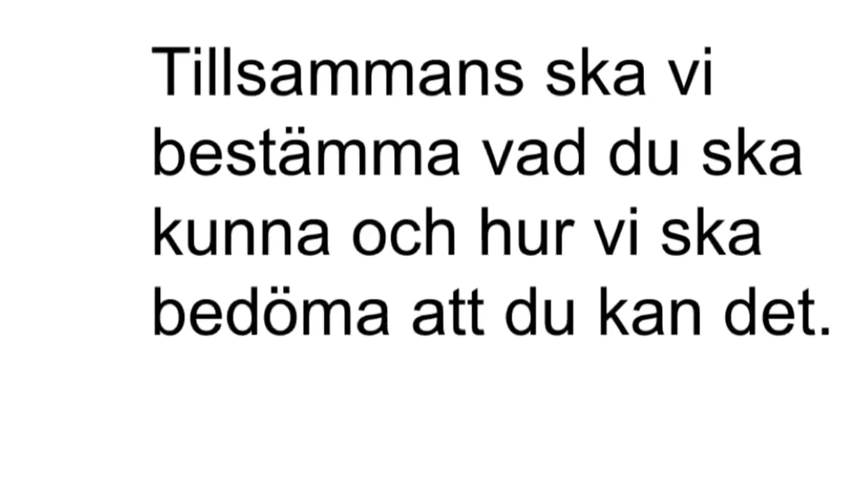 Tillsammans ska vi
bestämma vad du ska
kunna och hur vi ska
bedöma att du kan det.